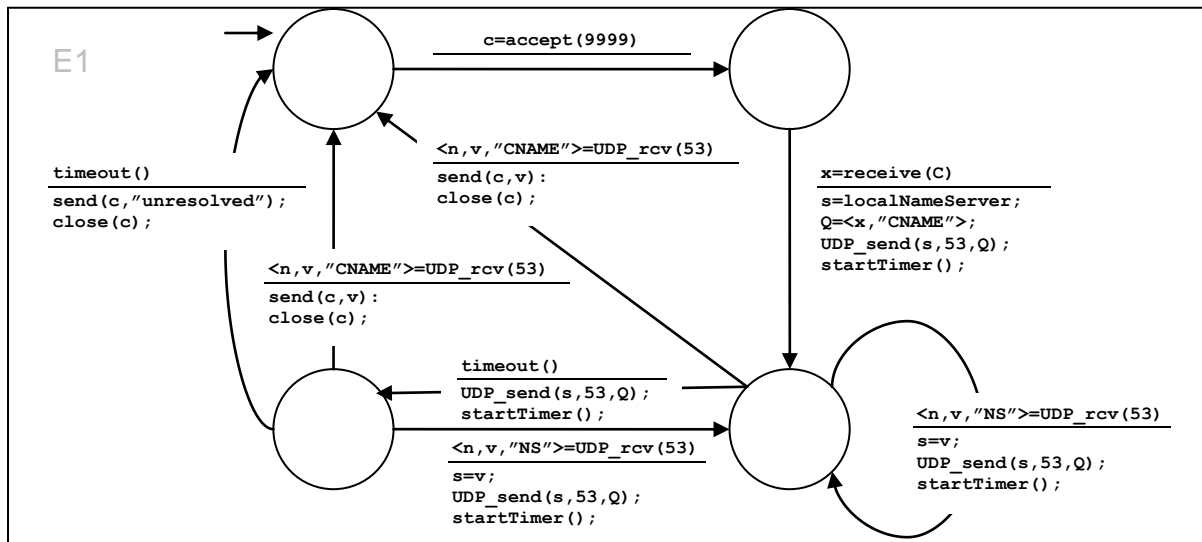 E1
c=accept(9999)
<n,v,”CNAME”>=UDP_rcv(53)
send(c,v):
close(c);
timeout()
send(c,”unresolved”);
close(c);
x=receive(C)
s=localNameServer;
Q=<x,”CNAME”>;
UDP_send(s,53,Q);
startTimer();
<n,v,”CNAME”>=UDP_rcv(53)
send(c,v):
close(c);
timeout()
UDP_send(s,53,Q);
startTimer();
<n,v,”NS”>=UDP_rcv(53)
s=v;
UDP_send(s,53,Q);
startTimer();
<n,v,”NS”>=UDP_rcv(53)
s=v;
UDP_send(s,53,Q);
startTimer();